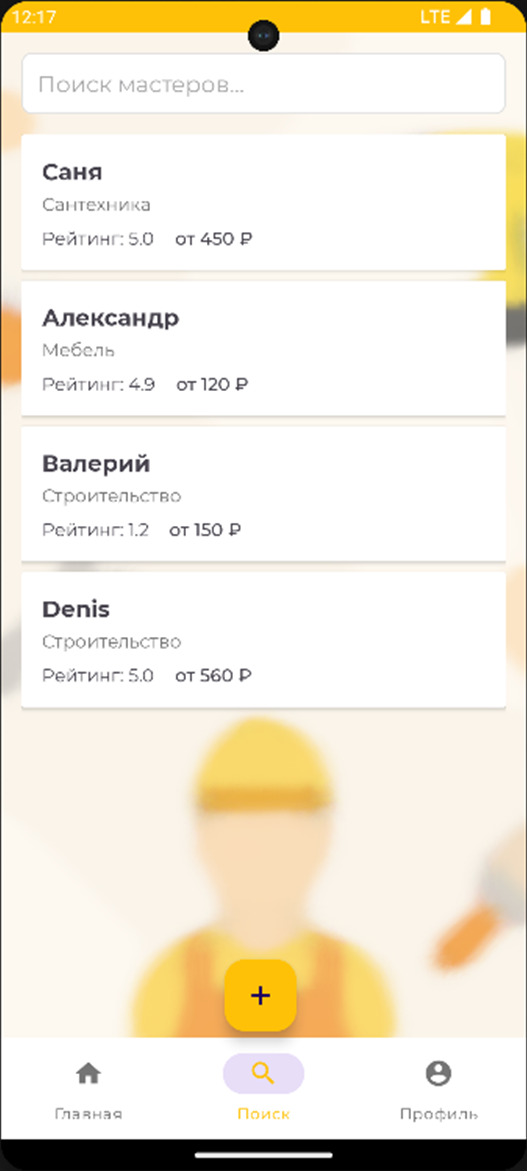 12:17 LTE
Поиск мастеров...
Саня
Сантехника
Рейтинг: 5.0 от 450 ₽
Александр
Мебель
Рейтинг: 4.9 от 120 ₽
Валерий
Строительство
Рейтинг: 1.2 от 150 ₽
Denis
Строительство
Рейтинг: 5.0 от 560 ₽
+
Главная Поиск Профиль